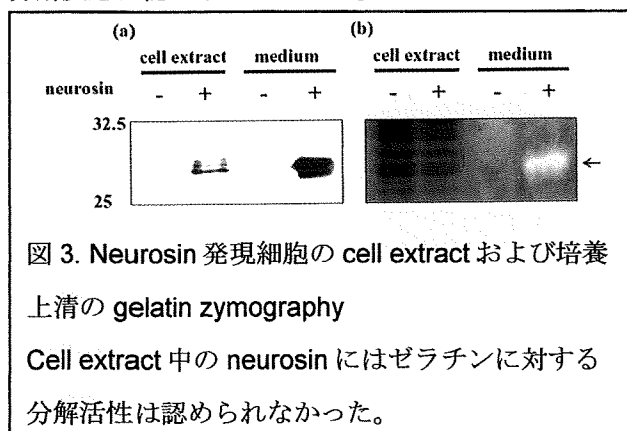 (a) (b)
cell extract medium cell extract medium
neurosin - + - + - + - +
32.5
25
←
図 3. Neurosin 発現細胞の cell extract および培養
上清の gelatin zymography
Cell extract 中の neurosin にはゼラチンに対する
分解活性は認められなかった。